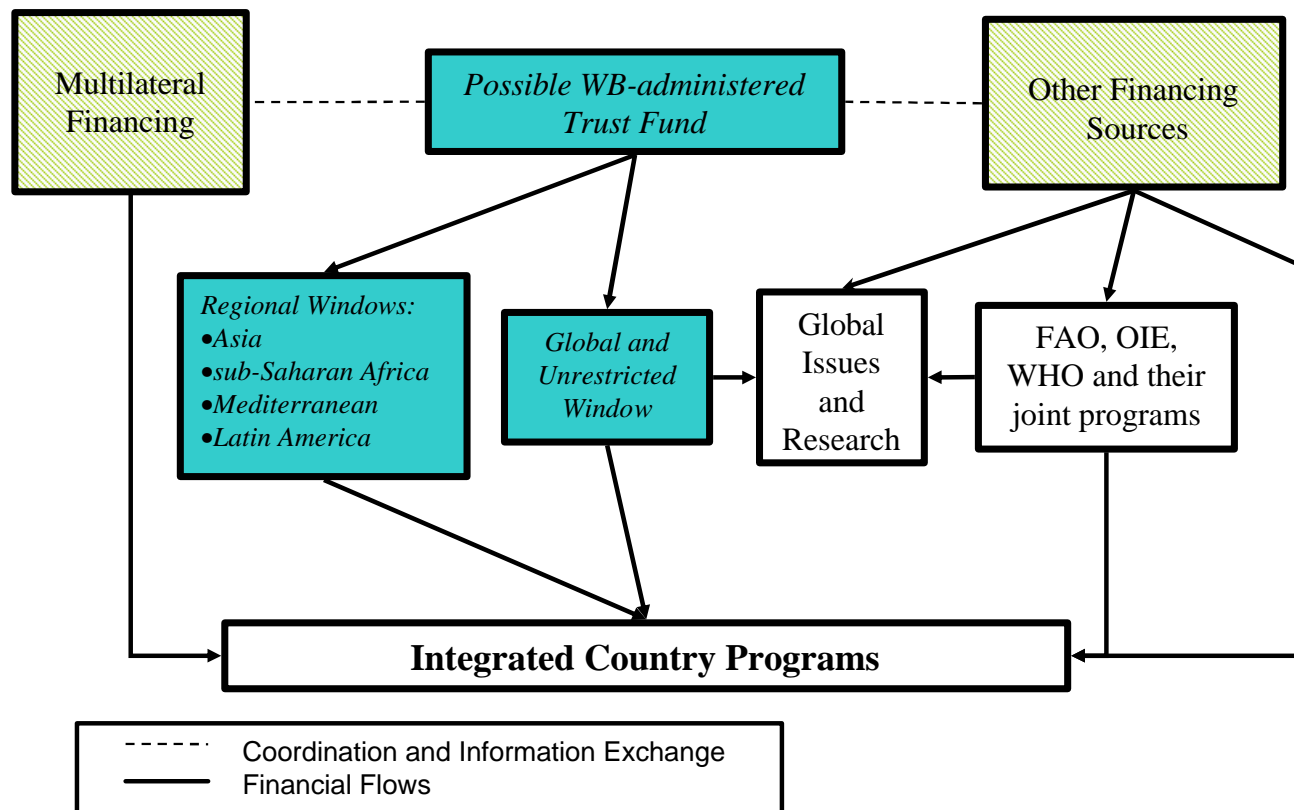 Multilateral
Financing
Possible WB-administered
Trust Fund
Other Financing
Sources
Regional Windows:
•Asia
•sub-Saharan Africa
•Mediterranean
•Latin America
Global and
Unrestricted
Window
Global
Issues
and
Research
FAO, OIE,
WHO and their
joint programs
Integrated Country Programs
Coordination and Information Exchange
Financial Flows